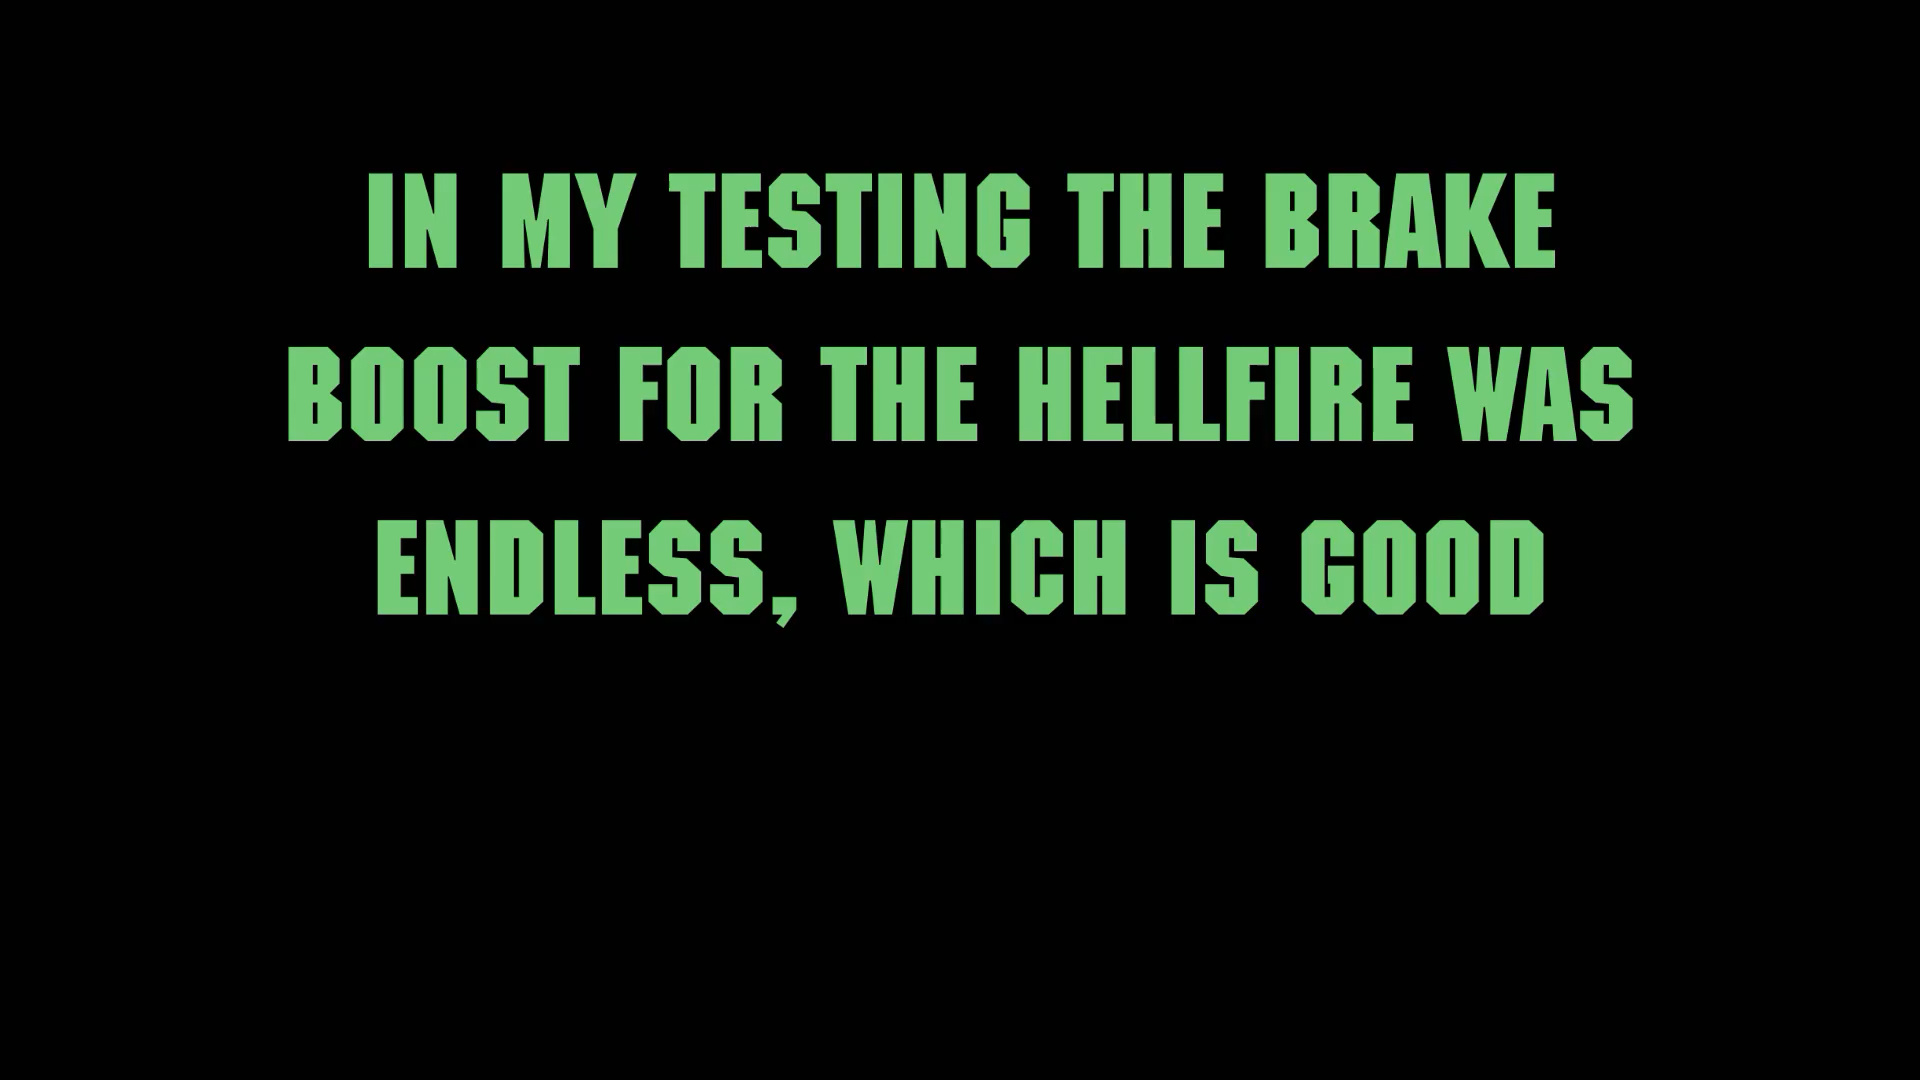 IN MY TESTING THE BRAKE
BOOST FOR THE HELLFIRE WAS
ENDLESS, WHICH IS GOOD